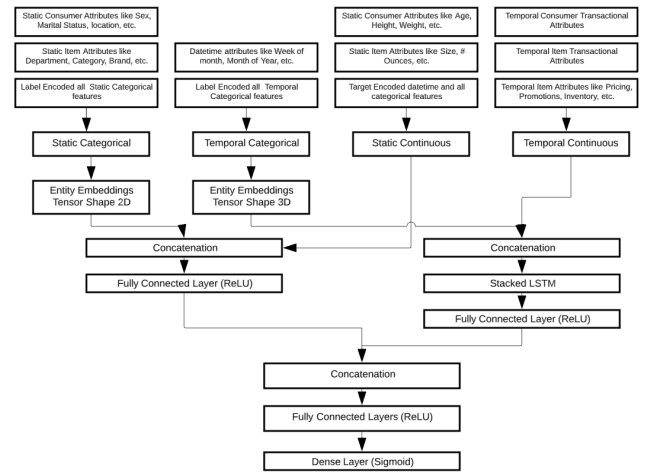 Static Consumer Attributes like Sex,
Marital Status, location, etc.
Static Item Attributes like
Department, Category, Brand, etc.
Label Encoded all Static Categorical
features
Static Categorical
Entity Embeddings
Tensor Shape 2D
Datetime attributes like Week of
month, Month of Year, etc.
Label Encoded all Temporal
Categorical features
Temporal Categorical
Entity Embeddings
Tensor Shape 3D
Static Consumer Attributes like Age,
Height, Weight, etc.
Static Item Attributes like Size, #
Ounces, etc.
Target Encoded datetime and all
categorical features
Static Continuous
Temporal Consumer Transactional
Attributes
Temporal Item Transactional
Attributes
Temporal Item Attributes like Pricing,
Promotions, Inventory, etc.
Temporal Continuous
Concatenation
Fully Connected Layer (ReLU)
Concatenation
Stacked LSTM
Fully Connected Layer (ReLU)
Concatenation
Fully Connected Layers (ReLU)
Dense Layer (Sigmoid)